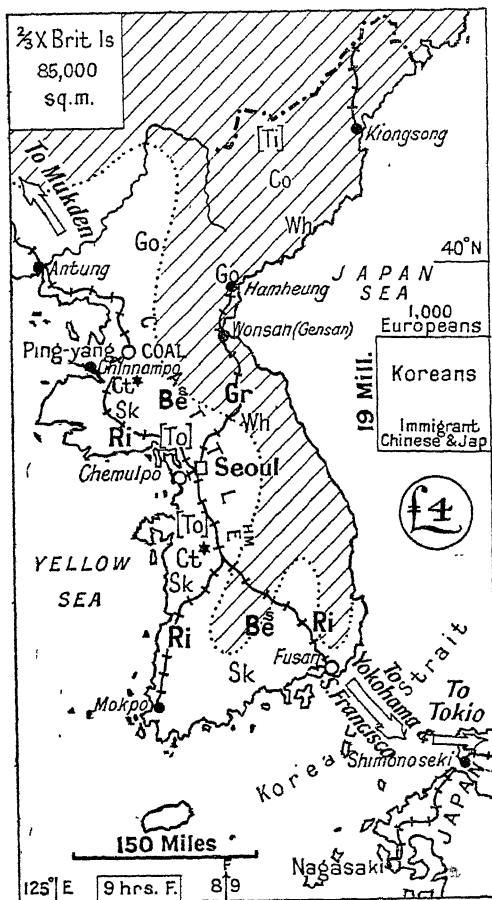 ⅔ X Brit Is
85,000
sq.m.
To Mukden
[Ti]
Kiongsong
Co
Wh
Go
40°N
Antung
Go
Hamheung
JAPAN
SEA
1,000
Europeans
Wonsan (Gensan)
Ping-yang
COAL
Chinnampo
Ct*
Sk
Beˢ
Gr
Wh
19 Mill.
Koreans
Immigrant
Chinese & Jap
Ri
[To]
Seoul
Chemulpo
CATTLE
[To]
HM
£4
YELLOW
SEA
Ct*
Sk
Ri
Beˢ
Ri
Sk
Fusan
Mokpo
To
Yokohama &
S. Francisco
Korea Strait
To
Tokio
Shimonoseki
JAPAN
150 Miles
Nagasaki
125° E
9 hrs. F.
8 9
F